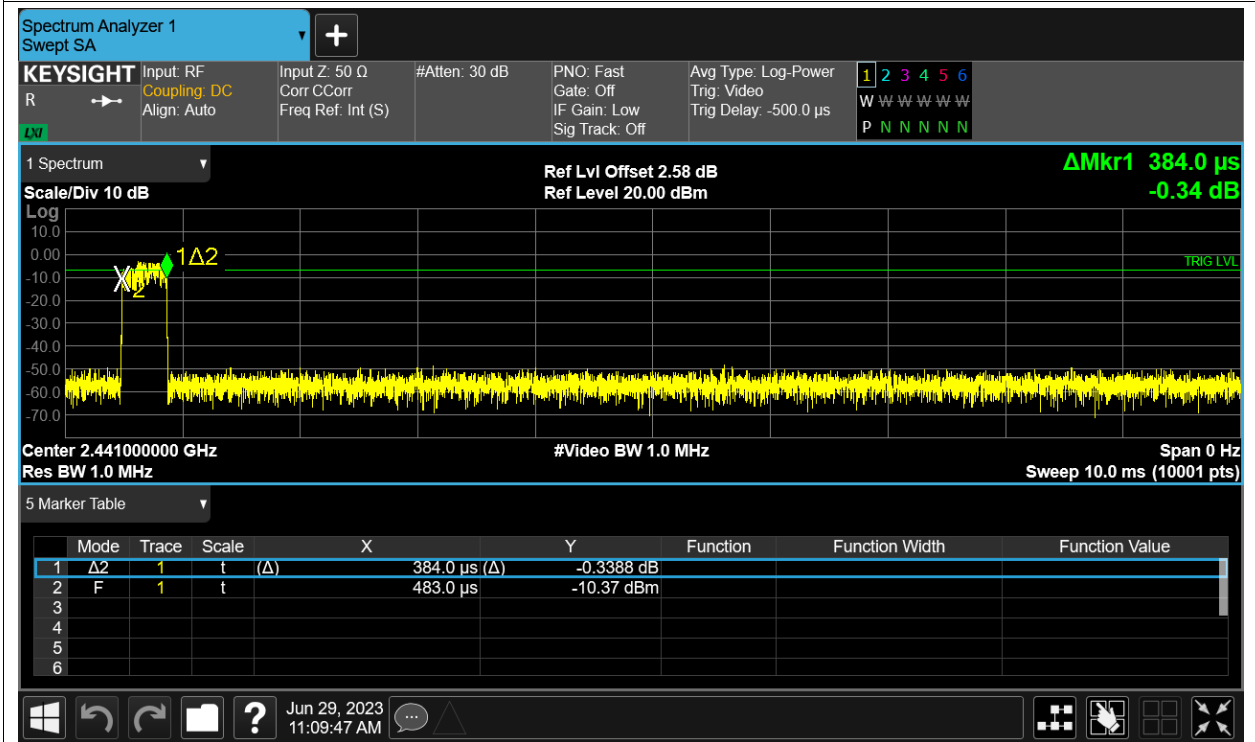 Spectrum Analyzer 1
Swept SA
KEYSIGHT
R
LXI
Input: RF
Coupling: DC
Align: Auto
Input Z: 50 Ω
Corr CCorr
Freq Ref: Int (S)
#Atten: 30 dB
PNO: Fast
Gate: Off
IF Gain: Low
Sig Track: Off
Avg Type: Log-Power
Trig: Video
Trig Delay: -500.0 µs
1 2 3 4 5 6
W W W W W W
P N N N N N
1 Spectrum
Scale/Div 10 dB
Ref Lvl Offset 2.58 dB
Ref Level 20.00 dBm
ΔMkr1 384.0 µs
-0.34 dB
Log
10.0
0.00
-10.0
-20.0
-30.0
-40.0
-50.0
-60.0
-70.0
1Δ2
X
2
TRIG LVL
Center 2.441000000 GHz
Res BW 1.0 MHz
#Video BW 1.0 MHz
Span 0 Hz
Sweep 10.0 ms (10001 pts)
5 Marker Table
Mode Trace Scale X Y Function Function Width Function Value
1 Δ2 1 t (Δ) 384.0 µs (Δ) -0.3388 dB
2 F 1 t 483.0 µs -10.37 dBm
3
4
5
6
?
Jun 29, 2023
11:09:47 AM